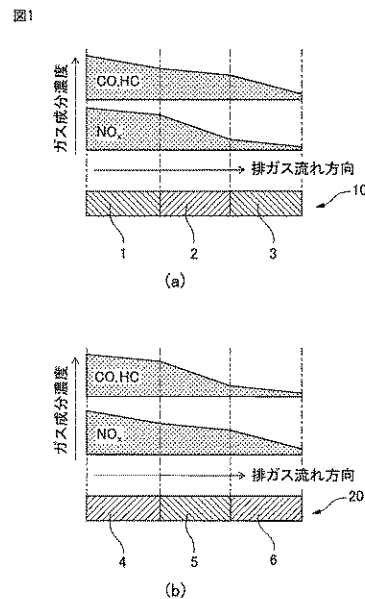 図1
ガス成分濃度
CO,HC
NOx
排ガス流れ方向
10
1 2 3
(a)
ガス成分濃度
CO,HC
NOx
排ガス流れ方向
20
4 5 6
(b)